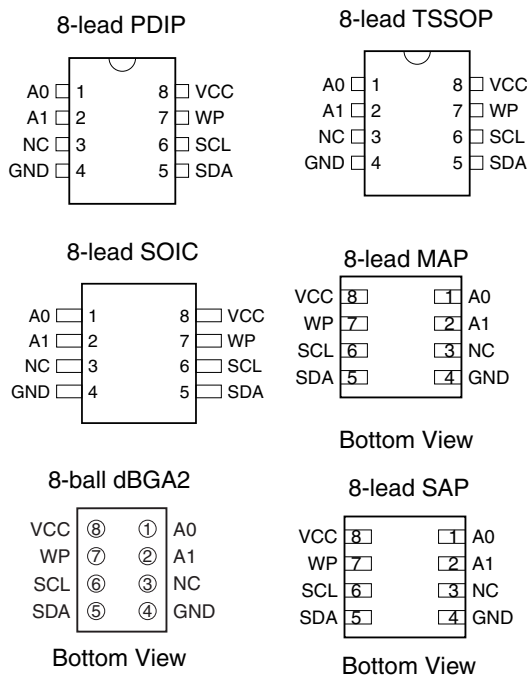 8-lead PDIP
A0 1 8 VCC
A1 2 7 WP
NC 3 6 SCL
GND 4 5 SDA
8-lead TSSOP
A0 1 8 VCC
A1 2 7 WP
NC 3 6 SCL
GND 4 5 SDA
8-lead SOIC
A0 1 8 VCC
A1 2 7 WP
NC 3 6 SCL
GND 4 5 SDA
8-lead MAP
VCC 8 1 A0
WP 7 2 A1
SCL 6 3 NC
SDA 5 4 GND
Bottom View
8-ball dBGA2
VCC 8 1 A0
WP 7 2 A1
SCL 6 3 NC
SDA 5 4 GND
Bottom View
8-lead SAP
VCC 8 1 A0
WP 7 2 A1
SCL 6 3 NC
SDA 5 4 GND
Bottom View